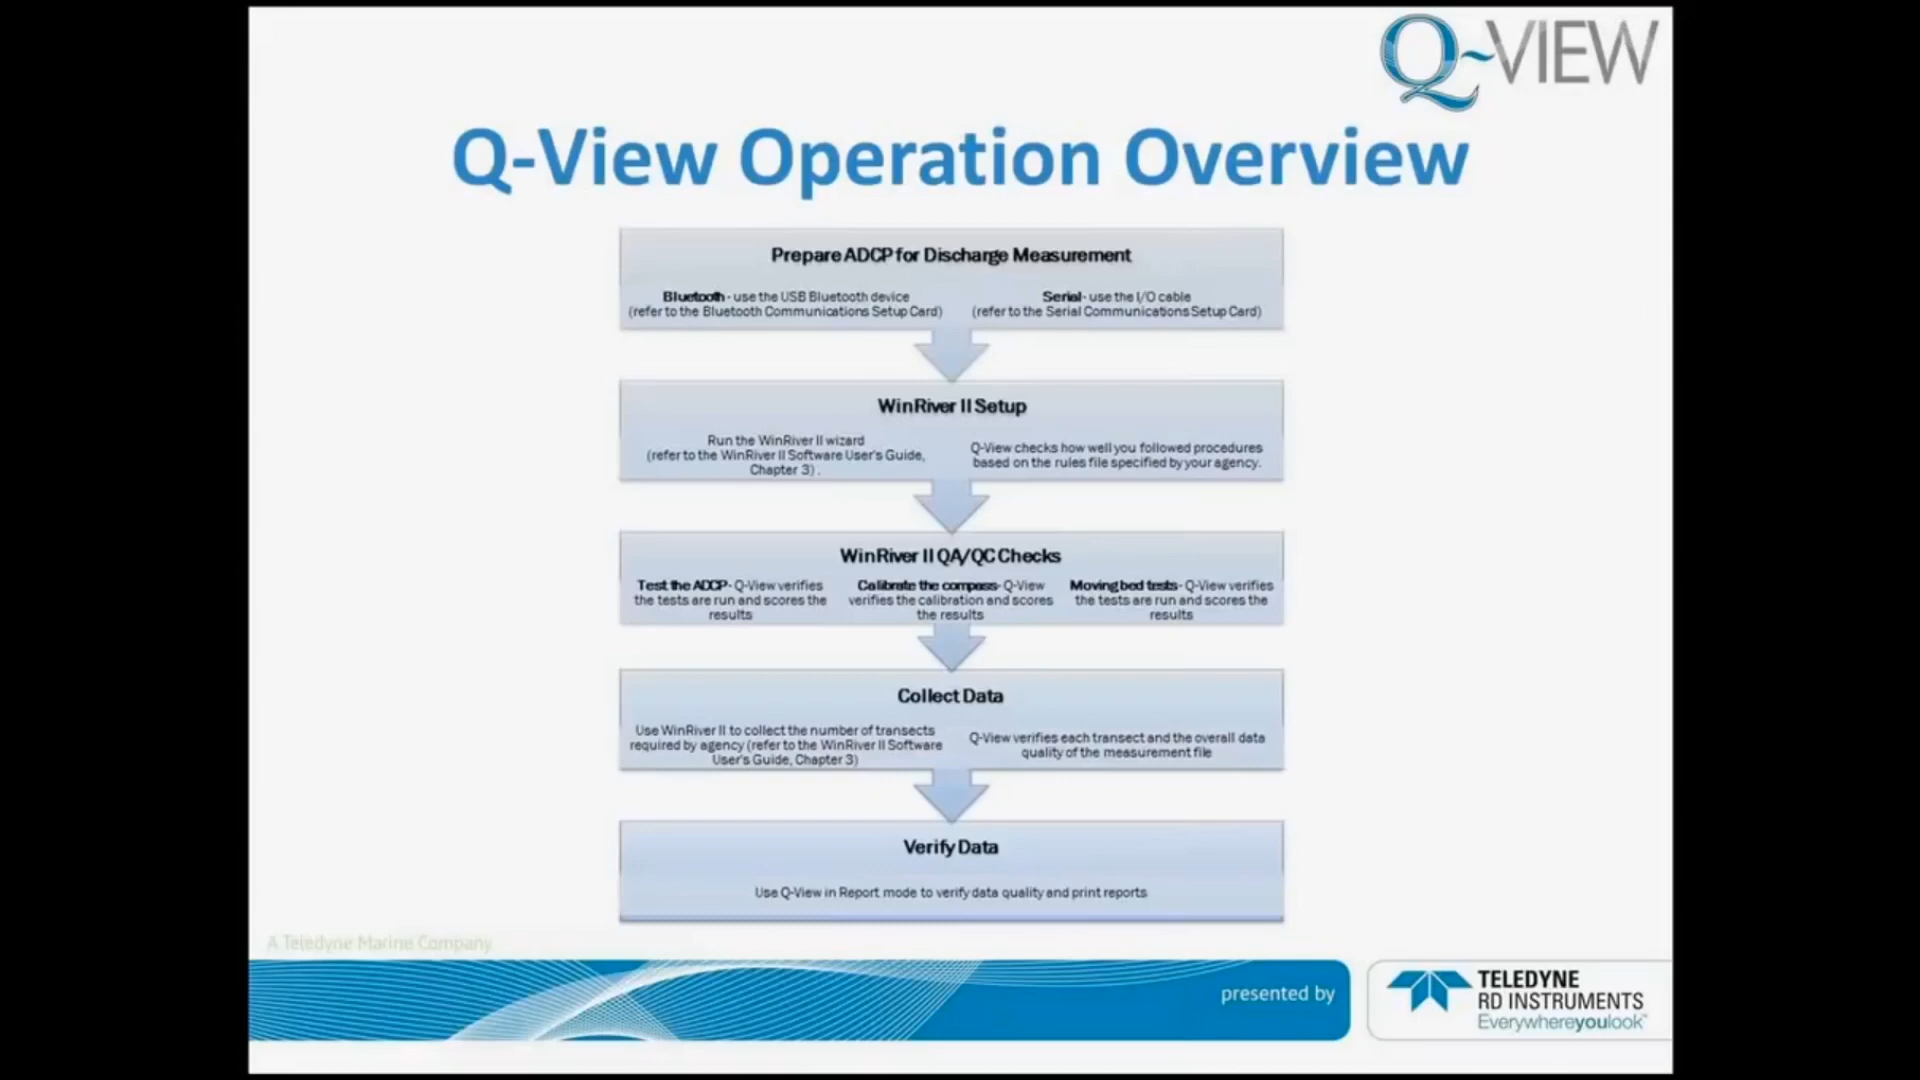 Q~VIEW
Q-View Operation Overview
Prepare ADCP for Discharge Measurement
Bluetooth - use the USB Bluetooth device
(refer to the Bluetooth Communications Setup Card)
Serial - use the I/O cable
(refer to the Serial Communications Setup Card)
WinRiver II Setup
Run the WinRiver II wizard
(refer to the WinRiver II Software User's Guide,
Chapter 3) .
Q-View checks how well you followed procedures
based on the rules file specified by your agency.
WinRiver II QA/QC Checks
Test the ADCP - Q-View verifies
the tests are run and scores the
results
Calibrate the compass- Q-View
verifies the calibration and scores
the results
Moving bed tests - Q-View verifies
the tests are run and scores the
results
Collect Data
Use WinRiver II to collect the number of transects
required by agency (refer to the WinRiver II Software
User's Guide, Chapter 3)
Q-View verifies each transect and the overall data
quality of the measurement file
Verify Data
Use Q-View in Report mode to verify data quality and print reports
A Teledyne Marine Company
presented by
TELEDYNE
RD INSTRUMENTS
Everywhereyoulook™